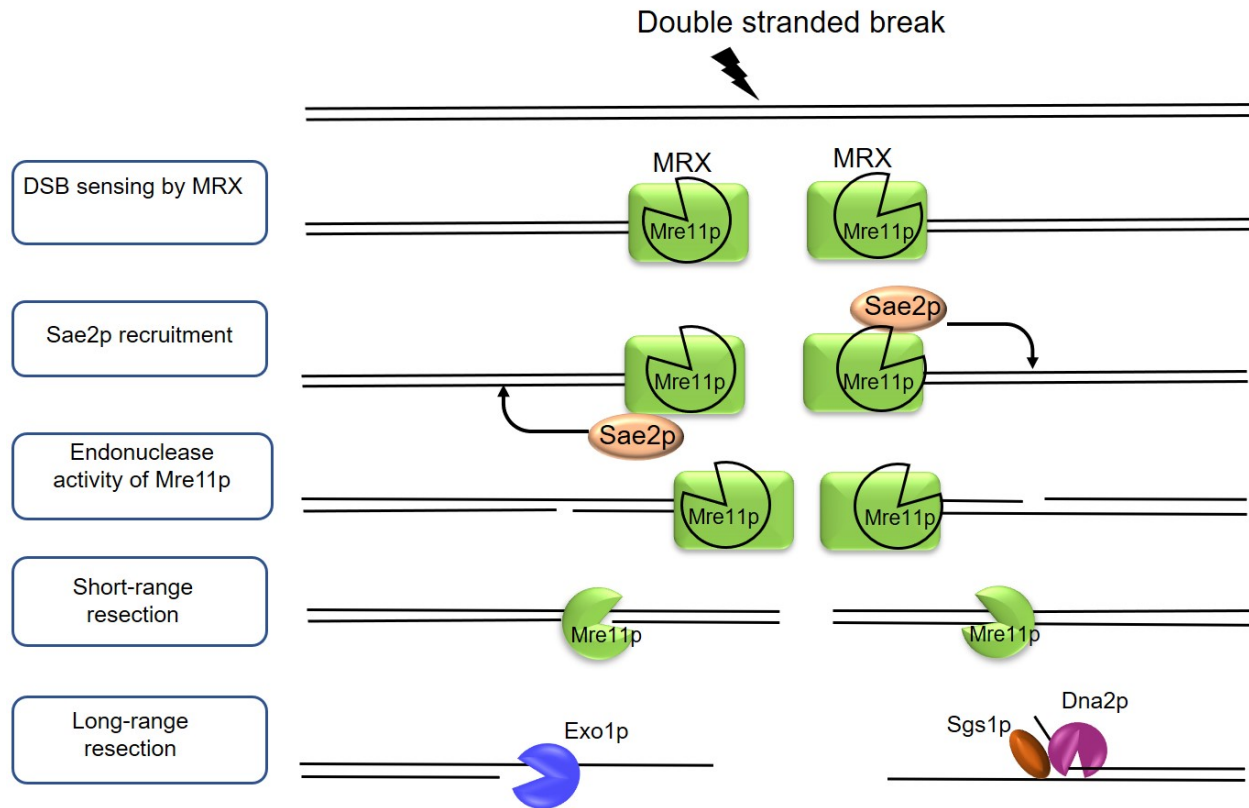 Double stranded break
DSB sensing by MRX
MRX
MRX
Mre11p
Mre11p
Sae2p recruitment
Sae2p
Mre11p
Mre11p
Sae2p
Endonuclease
activity of Mre11p
Mre11p
Mre11p
Short-range
resection
Mre11p
Mre11p
Long-range
resection
Exo1p
Sgs1p
Dna2p